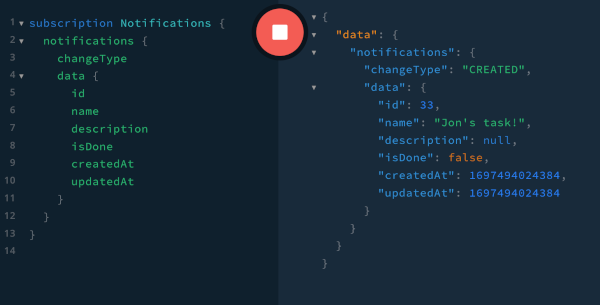 1 subscription Notifications {
2 notifications {
3 changeType
4 data {
5 id
6 name
7 description
8 isDone
9 createdAt
10 updatedAt
11 }
12 }
13 }
14
{
"data": {
"notifications": {
"changeType": "CREATED",
"data": {
"id": 33,
"name": "Jon's task!",
"description": null,
"isDone": false,
"createdAt": 1697494024384,
"updatedAt": 1697494024384
}
}
}
}